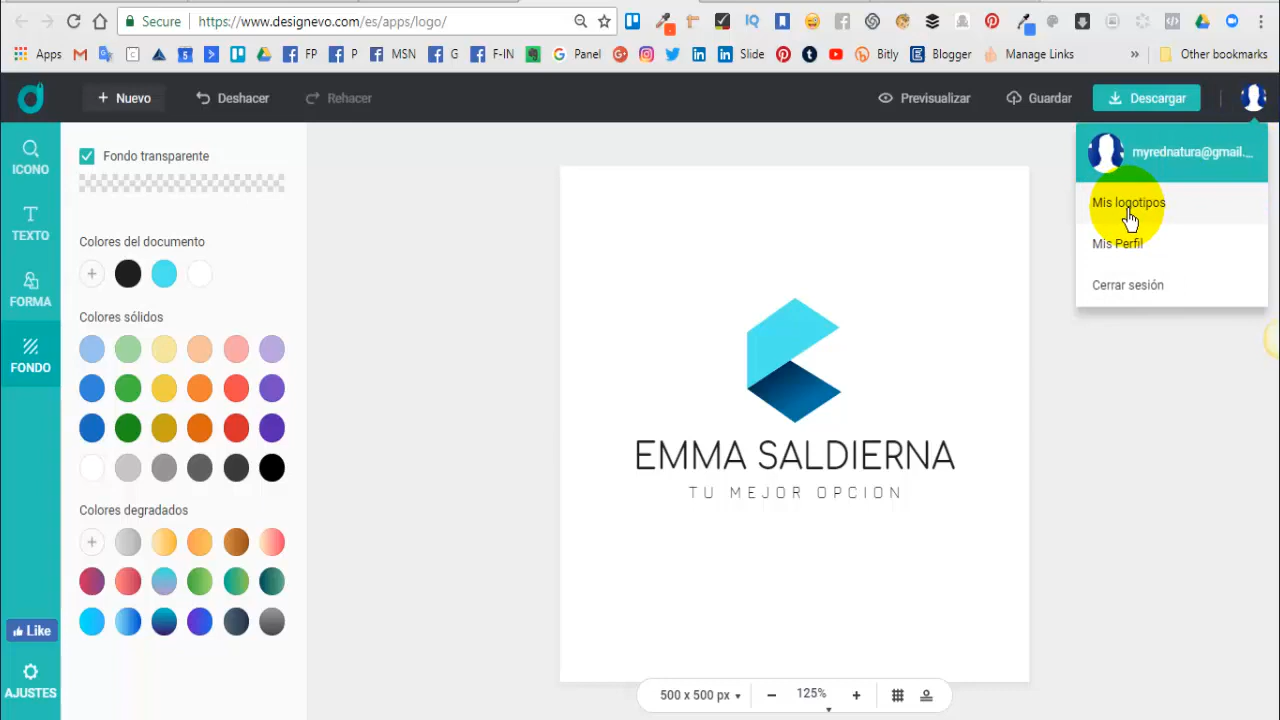 Secure
https://www.designevo.com/es/apps/logo/
Apps
FP
P
MSN
G
F-IN
Panel
Slide
Bitly
Blogger
Manage Links
»
Other bookmarks
+ Nuevo
Deshacer
Rehacer
Previsualizar
Guardar
Descargar
ICONO
TEXTO
FORMA
FONDO
Like
AJUSTES
Fondo transparente
Colores del documento
Colores sólidos
Colores degradados
myrednatura@gmail...
Mis logotipos
Mis Perfil
Cerrar sesión
EMMA SALDIERNA
TU MEJOR OPCION
500 x 500 px
125%